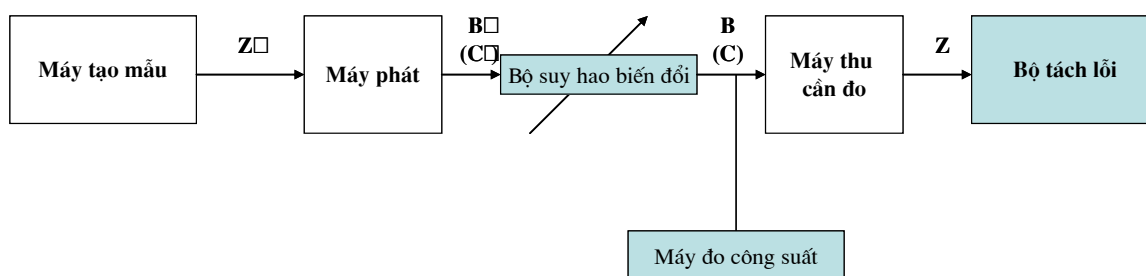 Máy tạo mẫu
Z□
Máy phát
B□
(C□)
Bộ suy hao biến đổi
B
(C)
Máy thu
cần đo
Z
Bộ tách lỗi
Máy đo công suất